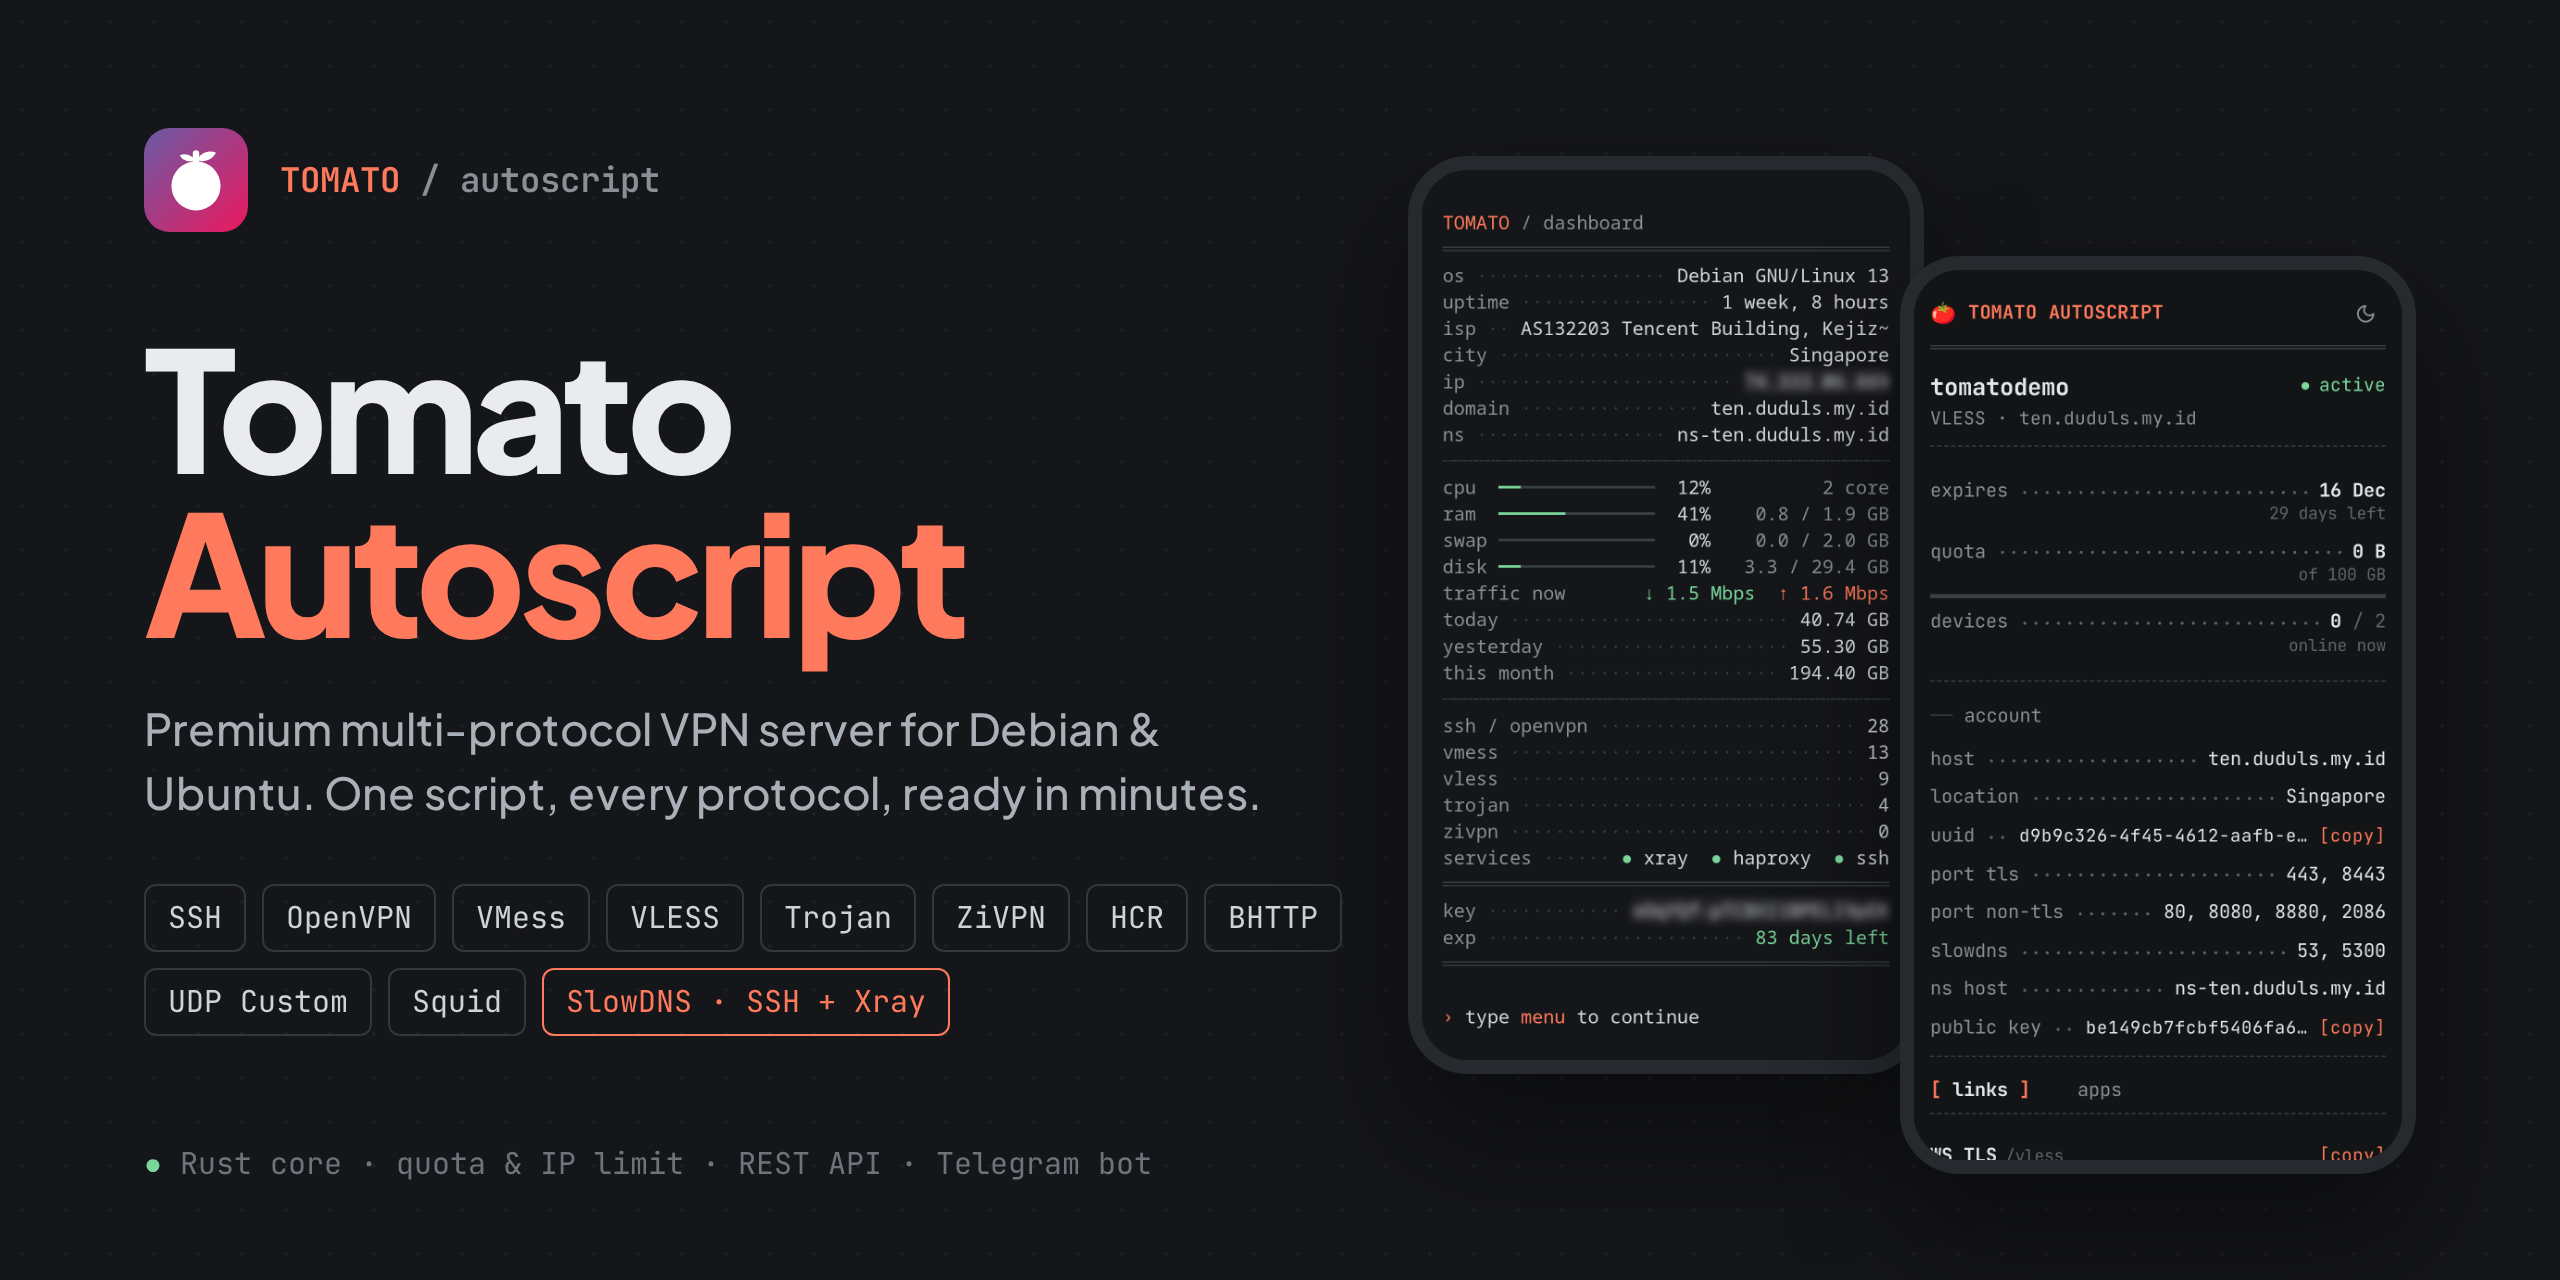 TOMATO / autoscript
Tomato
Autoscript
Premium multi-protocol VPN server for Debian &
Ubuntu. One script, every protocol, ready in minutes.
SSH OpenVPN VMess VLESS Trojan ZiVPN HCR BHTTP
UDP Custom Squid SlowDNS · SSH + Xray
Rust core · quota & IP limit · REST API · Telegram bot
TOMATO / dashboard
os Debian GNU/Linux 13
uptime 1 week, 8 hours
isp AS132203 Tencent Building, Kejiz~
city Singapore
ip
domain ten.duduls.my.id
ns ns-ten.duduls.my.id
cpu 12% 2 core
ram 41% 0.8 / 1.9 GB
swap 0% 0.0 / 2.0 GB
disk 11% 3.3 / 29.4 GB
traffic now ↓ 1.5 Mbps ↑ 1.6 Mbps
today 40.74 GB
yesterday 55.30 GB
this month 194.40 GB
ssh / openvpn 28
vmess 13
vless 9
trojan 4
zivpn 0
services ● xray ● haproxy ● ssh
key
exp 83 days left
› type menu to continue
TOMATO AUTOSCRIPT
tomatodemo ● active
VLESS · ten.duduls.my.id
expires 16 Dec
29 days left
quota 0 B
of 100 GB
devices 0 / 2
online now
account
host ten.duduls.my.id
location Singapore
uuid d9b9c326-4f45-4612-aafb-e… [copy]
port tls 443, 8443
port non-tls 80, 8080, 8880, 2086
slowdns 53, 5300
ns host ns-ten.duduls.my.id
public key be149cb7fcbf5406fa6… [copy]
[ links ] apps
WS TLS /vless [copy]